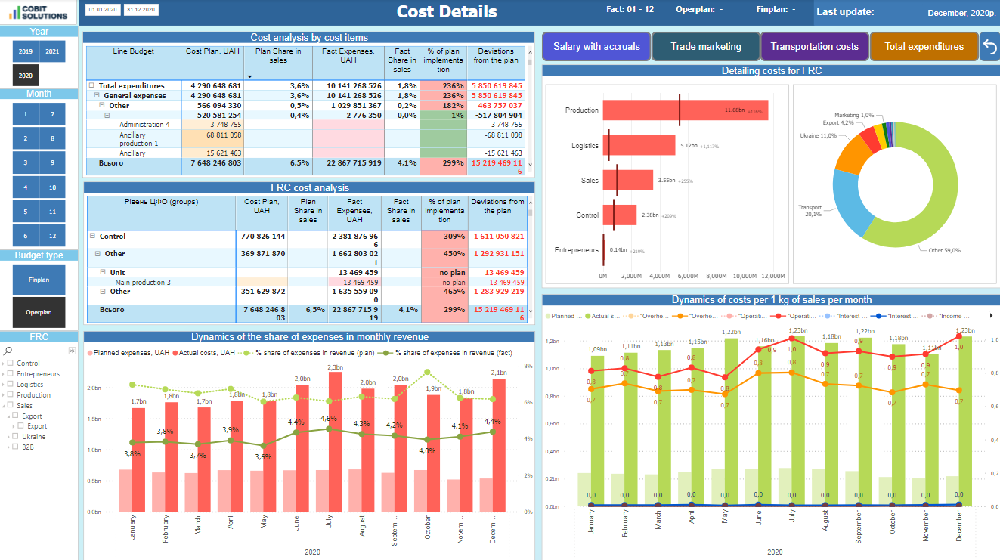 COBIT
SOLUTIONS
01.01.2020 31.12.2020
Cost Details
Fact: 01 - 12 Operplan: - Finplan: -
Last update: December, 2020р.
Year
2019 2021
2020
Month
1 7
2 8
3 9
4 10
5 11
6 12
Budget type
Finplan
Operplan
FRC
Control
Entrepreneurs
Logistics
Production
Sales
Export
Export
Ukraine
B2B
Cost analysis by cost items
Line Budget Cost Plan, UAH Plan Share in sales Fact Expenses, UAH Fact Share in sales % of plan implementa tion Deviations from the plan
Total expenditures 4 290 648 681 3,6% 10 141 268 526 1,8% 236% 5 850 619 845
General expenses 4 290 648 681 3,6% 10 141 268 526 1,8% 236% 5 850 619 845
Other 566 094 330 0,5% 1 029 851 367 0,2% 182% 463 757 037
520 581 254 0,4% 2 776 350 0,0% 1% -517 804 904
Administration 4 3 748 755 -3 748 755
Ancillary production 1 68 811 098 -68 811 098
Ancillary 15 621 463 -15 621 463
Всього 7 648 246 803 6,5% 22 867 715 919 4,1% 299% 15 219 469 11
6
FRC cost analysis
Рівень ЦФО (groups) Cost Plan, UAH Plan Share in sales Fact Expenses, UAH Fact Share in sales % of plan implementa tion Deviations from the plan
Control 770 826 144 2 381 876 96
6 309% 1 611 050 821
Other 369 871 870 1 662 803 02
1 450% 1 292 931 151
Unit 13 469 459 no plan 13 469 459
Main production 3 13 469 459 no plan 13 469 459
Other 351 629 872 1 635 559 09
0 465% 1 283 929 219
Всього 7 648 246 8
03 6,5% 22 867 715 9
19 4,1% 299% 15 219 469 11
6
Dynamics of the share of expenses in monthly revenue
Planned expenses, UAH Actual costs, UAH % share of expenses in revenue (plan) % share of expenses in revenue (fact)
2,0bn
1,5bn
1,0bn
0,5bn
0,0bn
8%
6%
4%
2%
0%
1,7bn 1,8bn 1,7bn 1,8bn 1,8bn 2,0bn 2,3bn 2,0bn 2,0bn 1,9bn 1,8bn 2,1bn
3,8% 3,8% 3,7% 3,9% 3,6% 4,4% 4,6% 4,3% 4,2% 4,0% 4,1% 4,4%
January February March April May June July August Septem... October Novem... Decem...
2020
Salary with accruals Trade marketing Transportation costs Total expenditures
Detailing costs for FRC
Production 11.68bn +116%
Logistics 5.12bn +1,117%
Sales 3.55bn +255%
Control 2.38bn +209%
Entrepreneurs 0.14bn +219%
0M 2,000M 4,000M 6,000M 8,000M 10,000M 12,000M
Marketing 1,0%
Export 4,2%
Ukraine 11,0%
Transport
20,1%
Other 59,0%
Dynamics of costs per 1 kg of sales per month
Planned ... Actual s... "Overhe... "Overhe... "Operati... "Operati... "Interest ... "Interest ... "Income ...
1,2bn
1,0bn
0,8bn
0,6bn
0,4bn
0,2bn
0,0bn
1,0
0,8
0,6
0,4
0,2
0,0
1,09bn 1,11bn 1,13bn 1,15bn 1,22bn 1,16bn 1,23bn 1,18bn 1,22bn 1,18bn 1,11bn 1,23bn
0,8 0,8 0,8 0,8 0,8 0,9 1,0 0,9 0,9 0,9 0,9 1,0
0,7 0,7 0,7 0,7 0,7 0,8 0,8 0,7 0,7 0,7 0,7 0,7
0,0 0,0 0,0 0,0 0,0 0,0 0,0 0,0 0,0 0,0 0,0 0,0
January February March April May June July August September October November December
2020